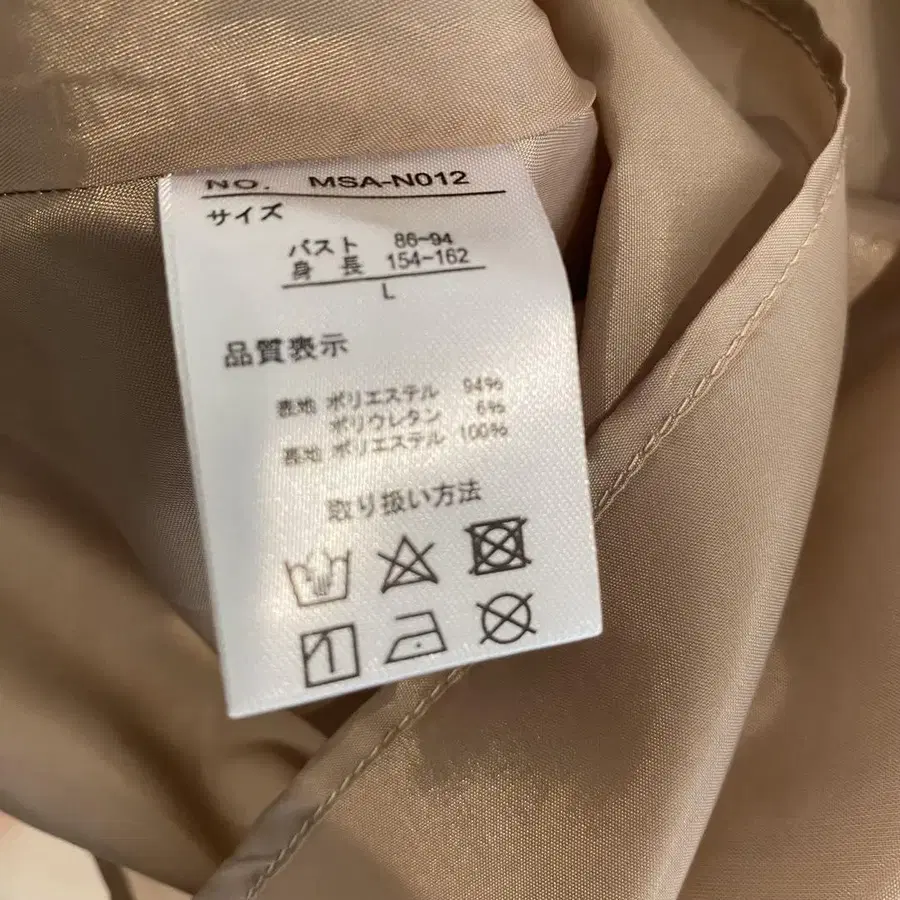 NO. MSA-N012
サイズ
バスト 86~94
身長 154~162
L
品質表示
表地 ポリエステル 94%
ポリウレタン 6%
裏地 ポリエステル 100%
取り扱い方法